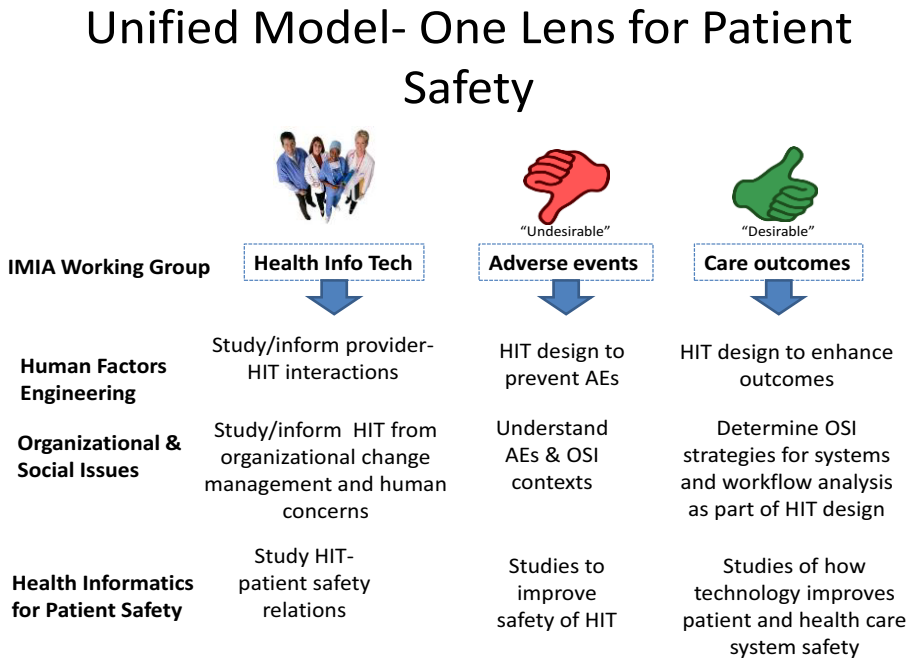 Unified Model- One Lens for Patient
Safety
“Undesirable”
“Desirable”
IMIA Working Group
Health Info Tech
Adverse events
Care outcomes
Human Factors
Engineering
Study/inform provider-
HIT interactions
HIT design to
prevent AEs
HIT design to enhance
outcomes
Organizational &
Social Issues
Study/inform  HIT from
organizational change
management and human
concerns
Understand
AEs & OSI
contexts
Determine OSI
strategies for systems
and workflow analysis
as part of HIT design
Health Informatics
for Patient Safety
Study HIT-
patient safety
relations
Studies to
improve
safety of HIT
Studies of how
technology improves
patient and health care
system safety